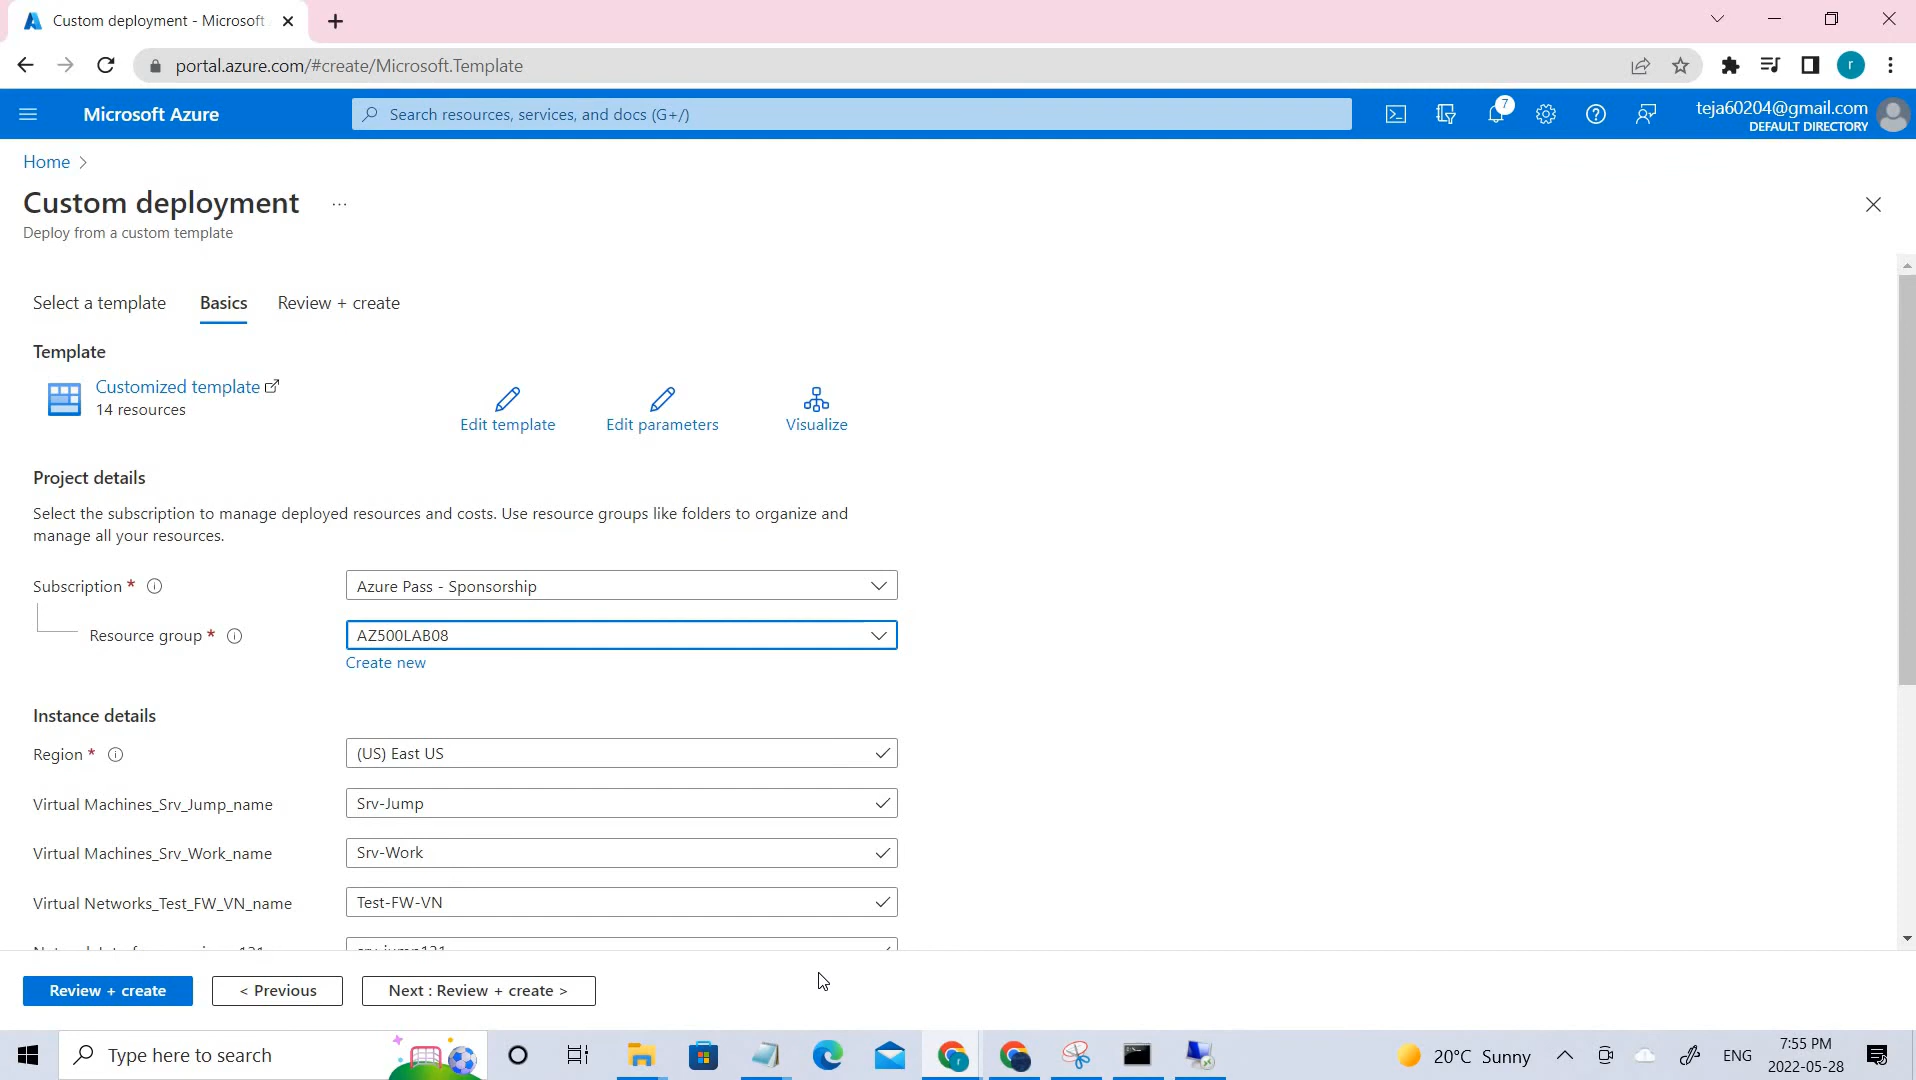 Custom deployment - Microsoft
portal.azure.com/#create/Microsoft.Template
r
Microsoft Azure
Search resources, services, and docs (G+/)
7
teja60204@gmail.com
DEFAULT DIRECTORY
Home
Custom deployment ...
Deploy from a custom template
Select a template Basics Review + create
Template
Customized template
14 resources
Edit template Edit parameters Visualize
Project details
Select the subscription to manage deployed resources and costs. Use resource groups like folders to organize and
manage all your resources.
Subscription * Azure Pass - Sponsorship
Resource group * AZ500LAB08
Create new
Instance details
Region * (US) East US
Virtual Machines_Srv_Jump_name Srv-Jump
Virtual Machines_Srv_Work_name Srv-Work
Virtual Networks_Test_FW_VN_name Test-FW-VN
Review + create < Previous Next : Review + create >
Type here to search
20°C Sunny
ENG
7:55 PM
2022-05-28